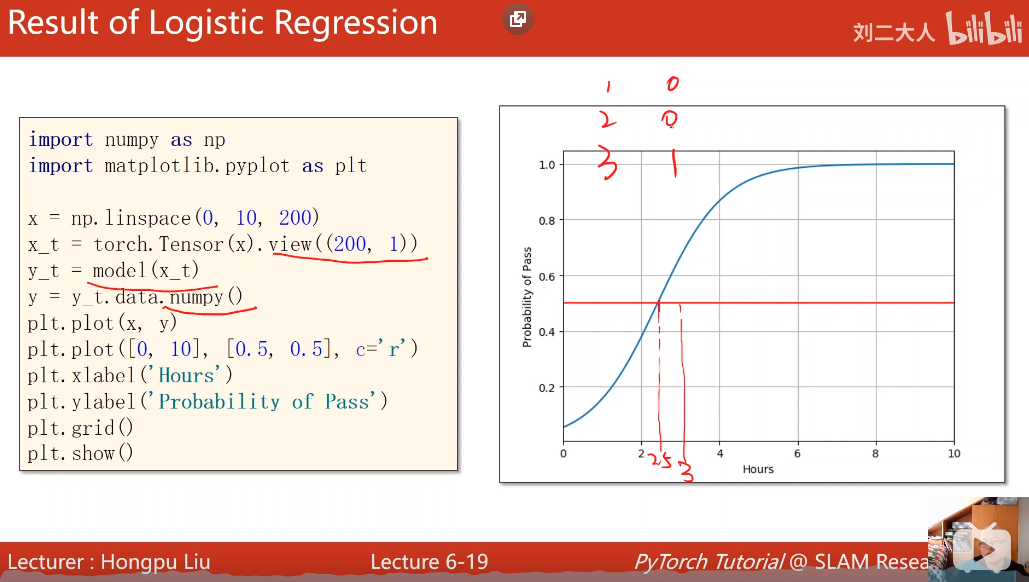 Result of Logistic Regression
刘二大人 bilibili
import numpy as np
import matplotlib.pyplot as plt
x = np.linspace(0, 10, 200)
x_t = torch.Tensor(x).view((200, 1))
y_t = model(x_t)
y = y_t.data.numpy()
plt.plot(x, y)
plt.plot([0, 10], [0.5, 0.5], c='r')
plt.xlabel('Hours')
plt.ylabel('Probability of Pass')
plt.grid()
plt.show()
1 0
2 0
3 1
1.0
0.8
0.6
0.4
0.2
Probability of Pass
0 2 4 6 8 10
2.5 3
Hours
Lecturer : Hongpu Liu
Lecture 6-19
PyTorch Tutorial @ SLAM